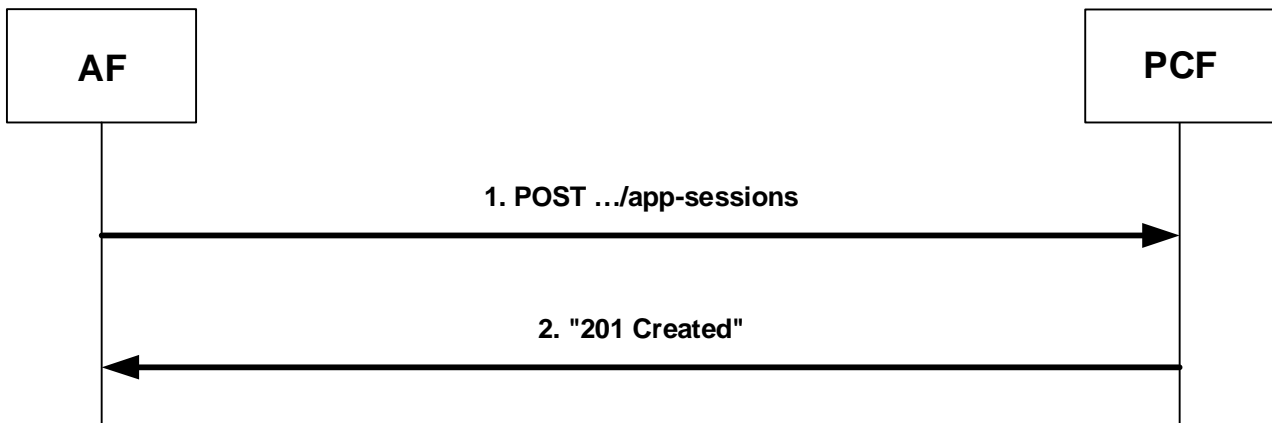 AF
PCF
1. POST …/app-sessions
2. "201 Created"